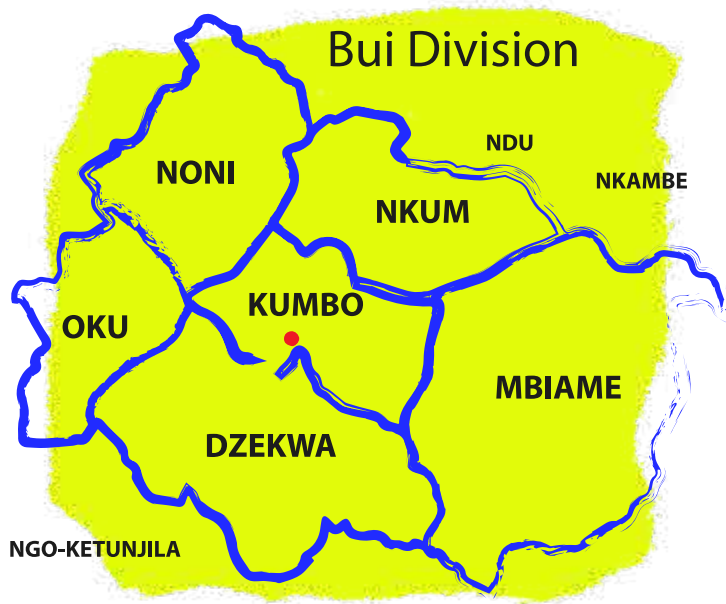 Bui Division
NDU
NONI
NKAMBE
NKUM
KUMBO
OKU
MBIAME
DZEKWA
NGO-KETUNJILA